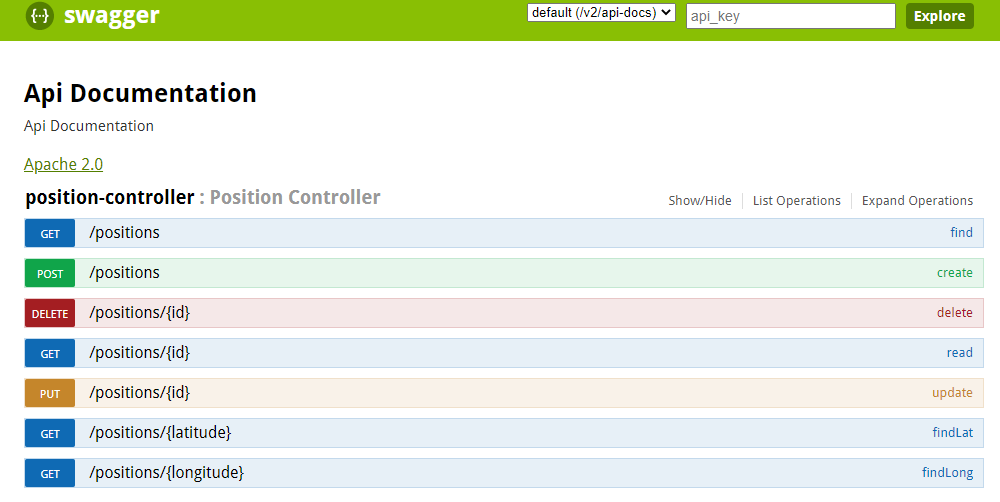 {··} swagger default (/v2/api-docs) api_key Explore
Api Documentation
Api Documentation
Apache 2.0
position-controller : Position Controller Show/Hide List Operations Expand Operations
GET /positions find
POST /positions create
DELETE /positions/{id} delete
GET /positions/{id} read
PUT /positions/{id} update
GET /positions/{latitude} findLat
GET /positions/{longitude} findLong